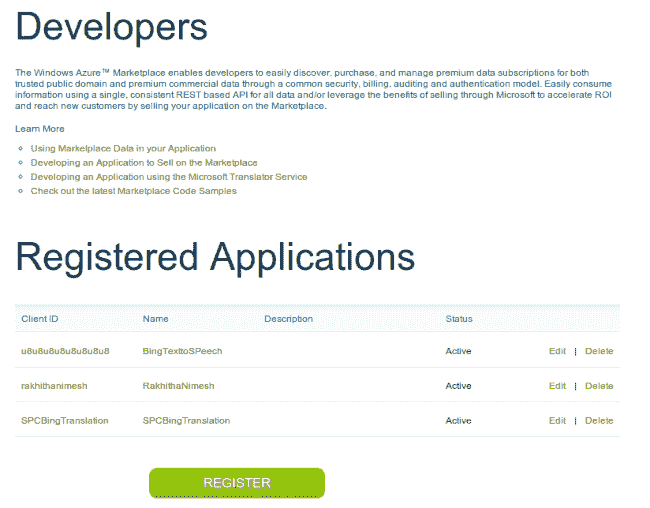 Developers
The Windows Azure™ Marketplace enables developers to easily discover, purchase, and manage premium data subscriptions for both
trusted public domain and premium commercial data through a common security, billing, auditing and authentication model. Easily consume
information using a single, consistent REST based API for all data and/or leverage the benefits of selling through Microsoft to accelerate ROI
and reach new customers by selling your application on the Marketplace.
Learn More
Using Marketplace Data in your Application
Developing an Application to Sell on the Marketplace
Developing an Application using the Microsoft Translator Service
Check out the latest Marketplace Code Samples
Registered Applications
Client ID Name Description Status
u8u8u8u8u8u8u8u8 BingTexttoSPeech Active Edit | Delete
rakhithanimesh RakhithaNimesh Active Edit | Delete
SPCBingTranslation SPCBingTranslation Active Edit | Delete
REGISTER